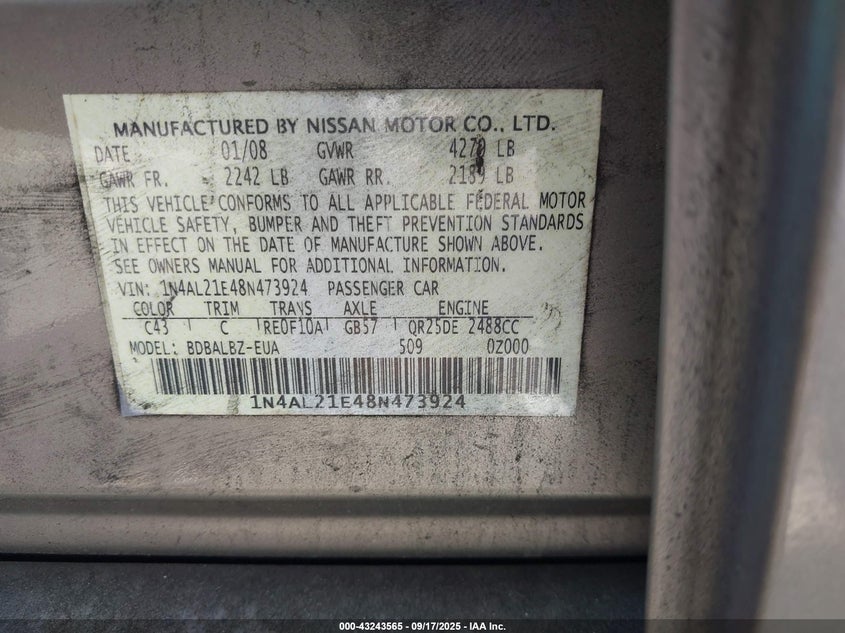 MANUFACTURED BY NISSAN MOTOR CO., LTD.
DATE 01/08 GVWR 4270 LB
GAWR FR. 2242 LB GAWR RR. 2189 LB
THIS VEHICLE CONFORMS TO ALL APPLICABLE FEDERAL MOTOR
VEHICLE SAFETY, BUMPER AND THEFT PREVENTION STANDARDS
IN EFFECT ON THE DATE OF MANUFACTURE SHOWN ABOVE.
SEE OWNERS MANUAL FOR ADDITIONAL INFORMATION.
VIN: 1N4AL21E48N473924 PASSENGER CAR
COLOR TRIM TRANS AXLE ENGINE
C43 C RE0F10A GB57 QR25DE 2488CC
MODEL: BDBALBZ-EUA 509 0Z000
1N4AL21E48N473924
000-43243565 - 09/17/2025 - IAA Inc.